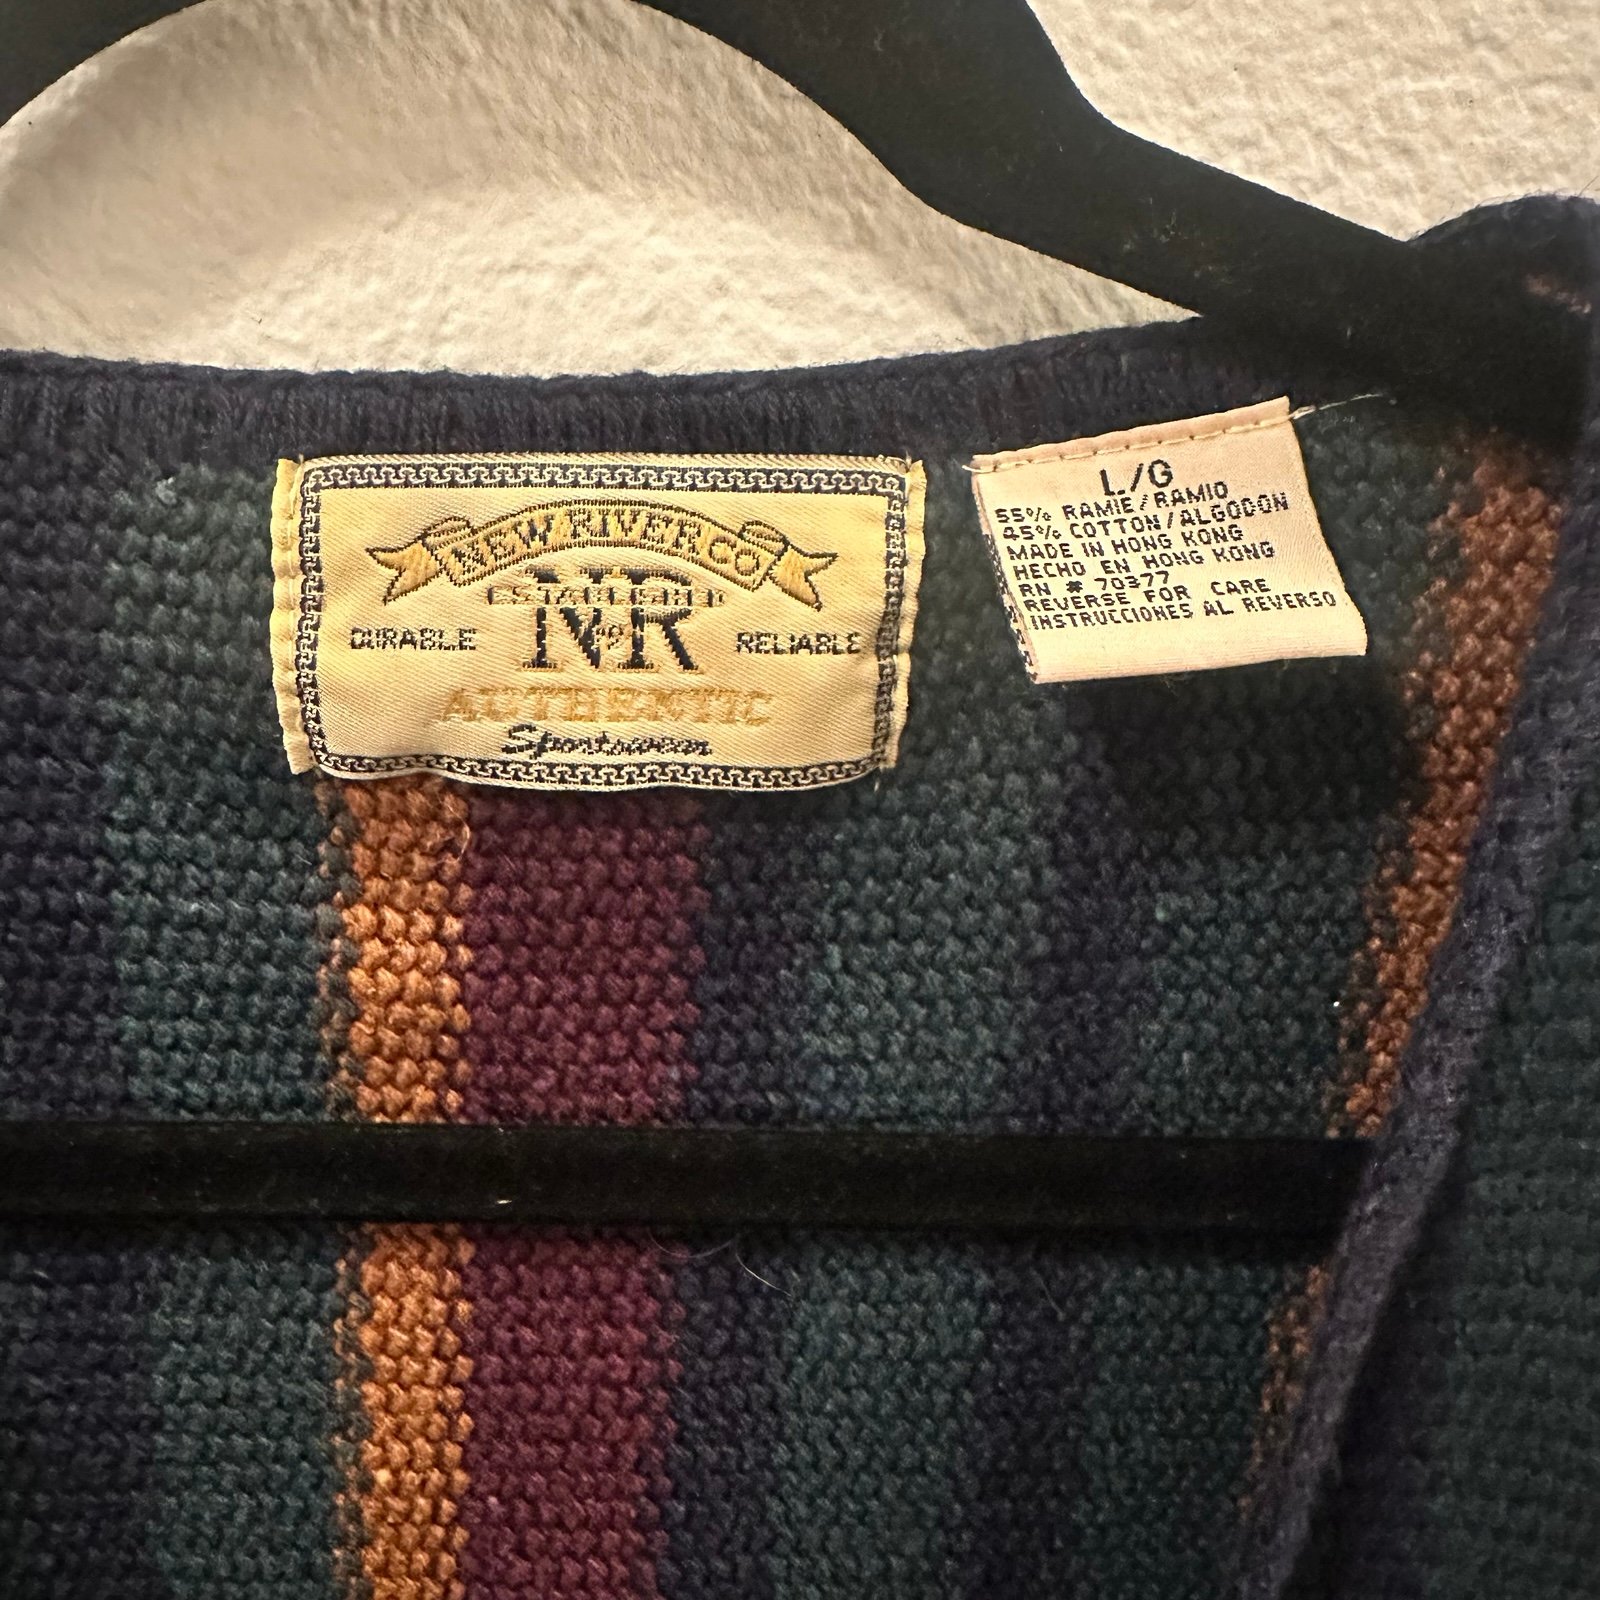 NEW RIVER CO
ESTABLISHED
NR
DURABLE
RELIABLE
AUTHENTIC
Sportswear
L/G
55% RAMIE/RAMIO
45% COTTON/ALGODON
MADE IN HONG KONG
HECHO EN HONG KONG
RN # 70377
REVERSE FOR CARE
INSTRUCCIONES AL REVERSO